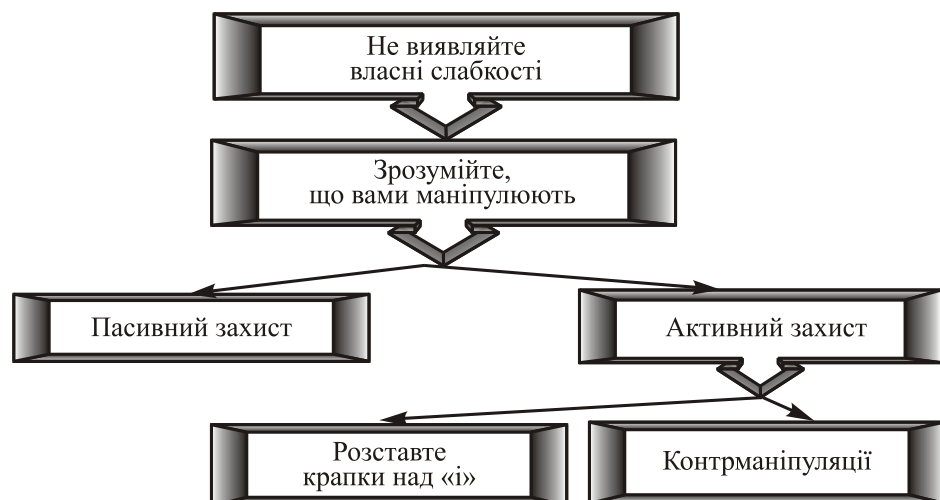 Не виявляйте
власні слабкості
Зрозумійте,
що вами маніпулюють
Пасивний захист
Активний захист
Розставте
крапки над «і»
Контрманіпуляції